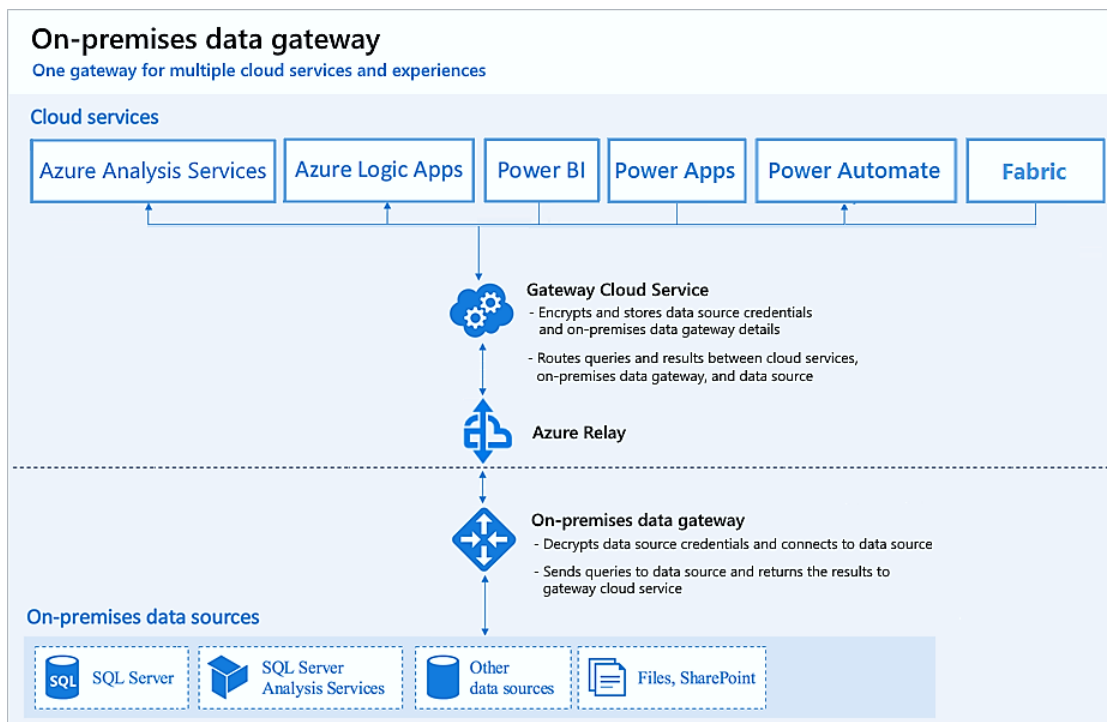 On-premises data gateway
One gateway for multiple cloud services and experiences
Cloud services
Azure Analysis Services
Azure Logic Apps
Power BI
Power Apps
Power Automate
Fabric
Gateway Cloud Service
- Encrypts and stores data source credentials
and on-premises data gateway details
- Routes queries and results between cloud services,
on-premises data gateway, and data source
Azure Relay
On-premises data gateway
- Decrypts data source credentials and connects to data source
- Sends queries to data source and returns the results to
gateway cloud service
On-premises data sources
SQL
SQL Server
SQL Server
Analysis Services
Other
data sources
Files, SharePoint